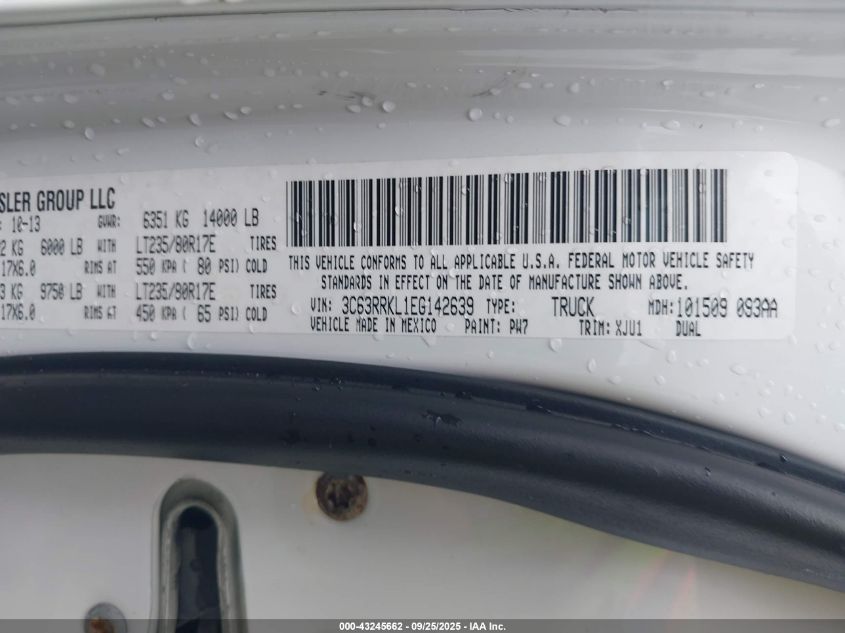 SLER GROUP LLC
: 10-13 GVWR: 6351 KG 14000 LB
2 KG 6000 LB WITH LT235/80R17E TIRES
17X6.0 RIMS AT 550 KPA ( 80 PSI) COLD
3 KG 9750 LB WITH LT235/80R17E TIRES
17X6.0 RIMS AT 450 KPA ( 65 PSI) COLD
THIS VEHICLE CONFORMS TO ALL APPLICABLE U.S.A. FEDERAL MOTOR VEHICLE SAFETY
STANDARDS IN EFFECT ON THE DATE OF MANUFACTURE SHOWN ABOVE.
VIN: 3C63RRKL1EG142639 TYPE: TRUCK MDH:101509 093AA
VEHICLE MADE IN MEXICO PAINT: PW7 TRIM: XJU1 DUAL
000-43245662 - 09/25/2025 - IAA Inc.